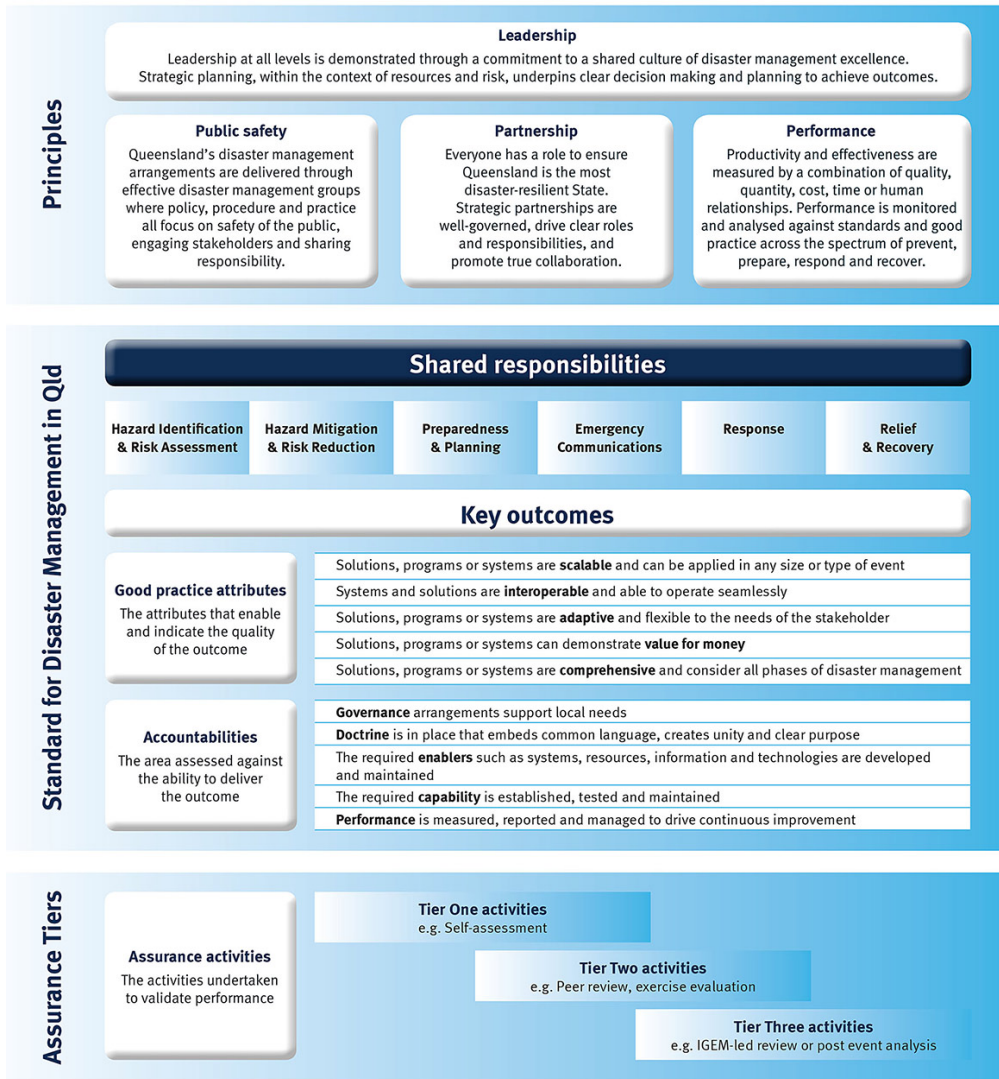 Principles
Leadership
Leadership at all levels is demonstrated through a commitment to a shared culture of disaster management excellence.
Strategic planning, within the context of resources and risk, underpins clear decision making and planning to achieve outcomes.
Public safety
Queensland's disaster management
arrangements are delivered through
effective disaster management groups
where policy, procedure and practice
all focus on safety of the public,
engaging stakeholders and sharing
responsibility.
Partnership
Everyone has a role to ensure
Queensland is the most
disaster-resilient State.
Strategic partnerships are
well-governed, drive clear roles
and responsibilities, and
promote true collaboration.
Performance
Productivity and effectiveness are
measured by a combination of quality,
quantity, cost, time or human
relationships. Performance is monitored
and analysed against standards and good
practice across the spectrum of prevent,
prepare, respond and recover.
Standard for Disaster Management in Qld
Shared responsibilities
Hazard Identification
& Risk Assessment
Hazard Mitigation
& Risk Reduction
Preparedness
& Planning
Emergency
Communications
Response
Relief
& Recovery
Key outcomes
Good practice attributes
The attributes that enable
and indicate the quality
of the outcome
Solutions, programs or systems are scalable and can be applied in any size or type of event
Systems and solutions are interoperable and able to operate seamlessly
Solutions, programs or systems are adaptive and flexible to the needs of the stakeholder
Solutions, programs or systems can demonstrate value for money
Solutions, programs or systems are comprehensive and consider all phases of disaster management
Accountabilities
The area assessed against
the ability to deliver
the outcome
Governance arrangements support local needs
Doctrine is in place that embeds common language, creates unity and clear purpose
The required enablers such as systems, resources, information and technologies are developed
and maintained
The required capability is established, tested and maintained
Performance is measured, reported and managed to drive continuous improvement
Assurance Tiers
Assurance activities
The activities undertaken
to validate performance
Tier One activities
e.g. Self-assessment
Tier Two activities
e.g. Peer review, exercise evaluation
Tier Three activities
e.g. IGEM-led review or post event analysis